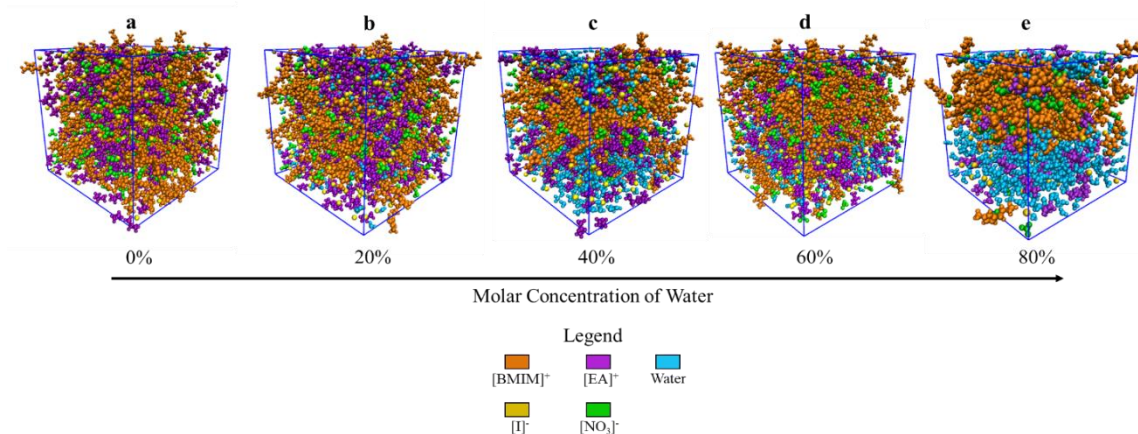 a b c d e
0% 20% 40% 60% 80%
Molar Concentration of Water
Legend
[BMIM]⁺ [EA]⁺ Water
[I]⁻ [NO₃]⁻